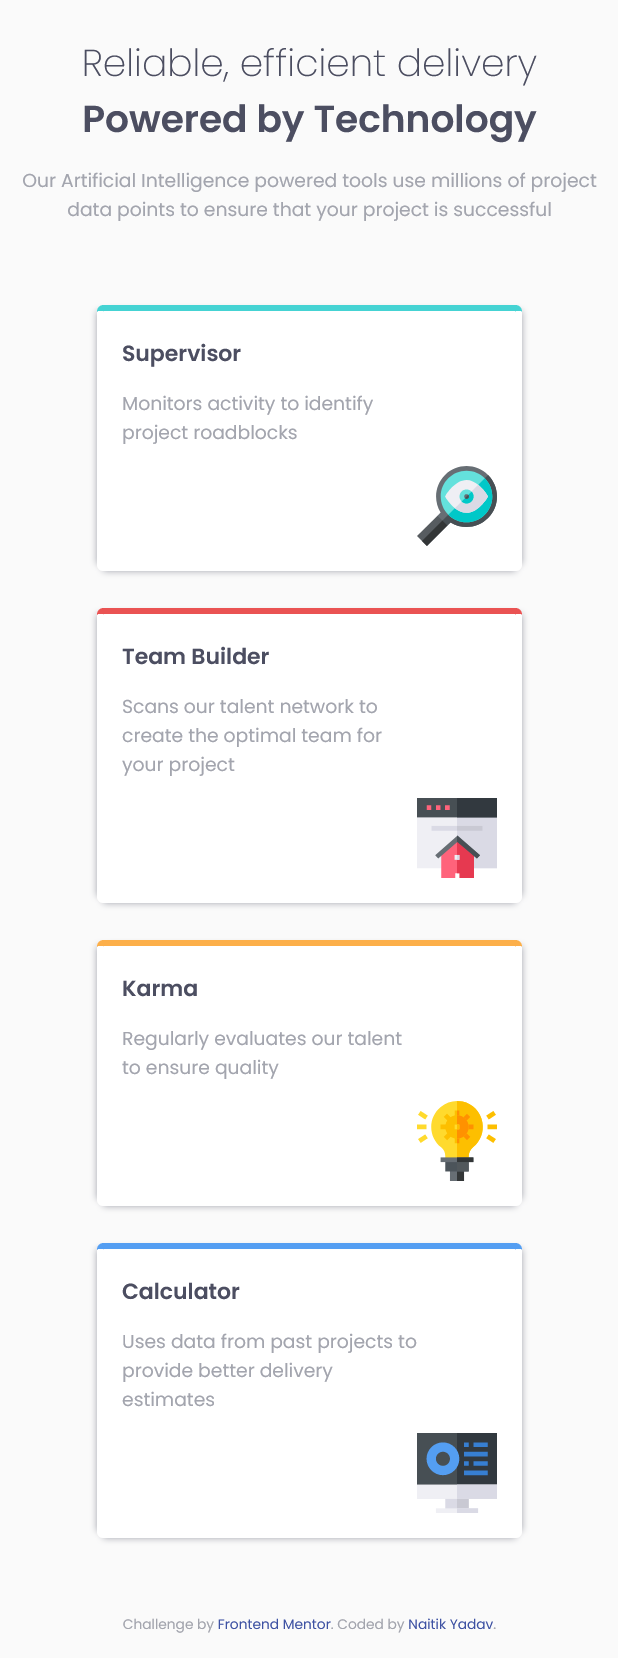 Reliable, efficient delivery
Powered by Technology
Our Artificial Intelligence powered tools use millions of project
data points to ensure that your project is successful
Supervisor
Monitors activity to identify
project roadblocks
Team Builder
Scans our talent network to
create the optimal team for
your project
Karma
Regularly evaluates our talent
to ensure quality
Calculator
Uses data from past projects to
provide better delivery
estimates
Challenge by Frontend Mentor. Coded by Naitik Yadav.